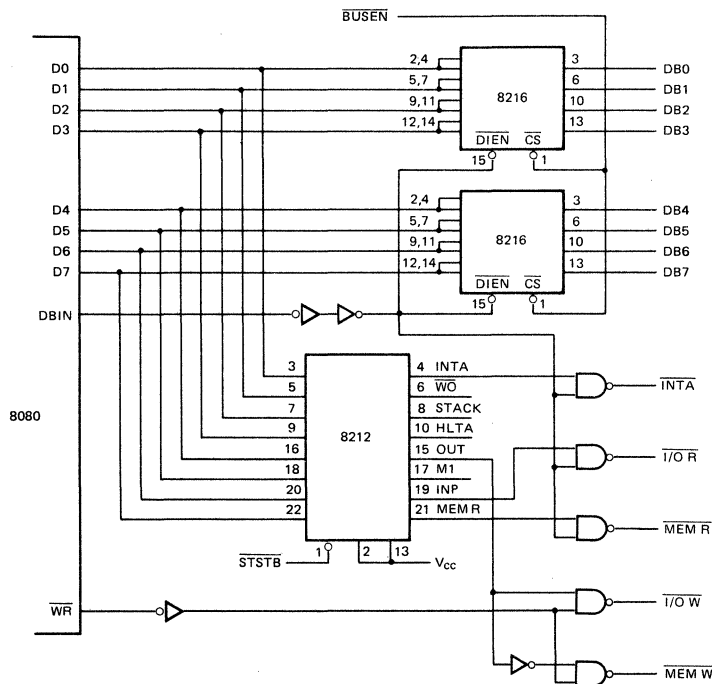 BUSEN
D0 2,4 3 DB0
D1 5,7 6 DB1
D2 9,11 8216 10 DB2
D3 12,14 13 DB3
DIEN CS
15 1
D4 2,4 3 DB4
D5 5,7 6 DB5
D6 9,11 8216 10 DB6
D7 12,14 13 DB7
DIEN CS
DBIN 15 1
3 4 INTA INTA
5 6 WO
7 8 STACK
8080 9 8212 10 HLTA
16 15 OUT I/O R
18 17 M1
20 19 INP
22 21 MEM R MEM R
1 2 13
STSTB Vcc
WR I/O W
MEM W